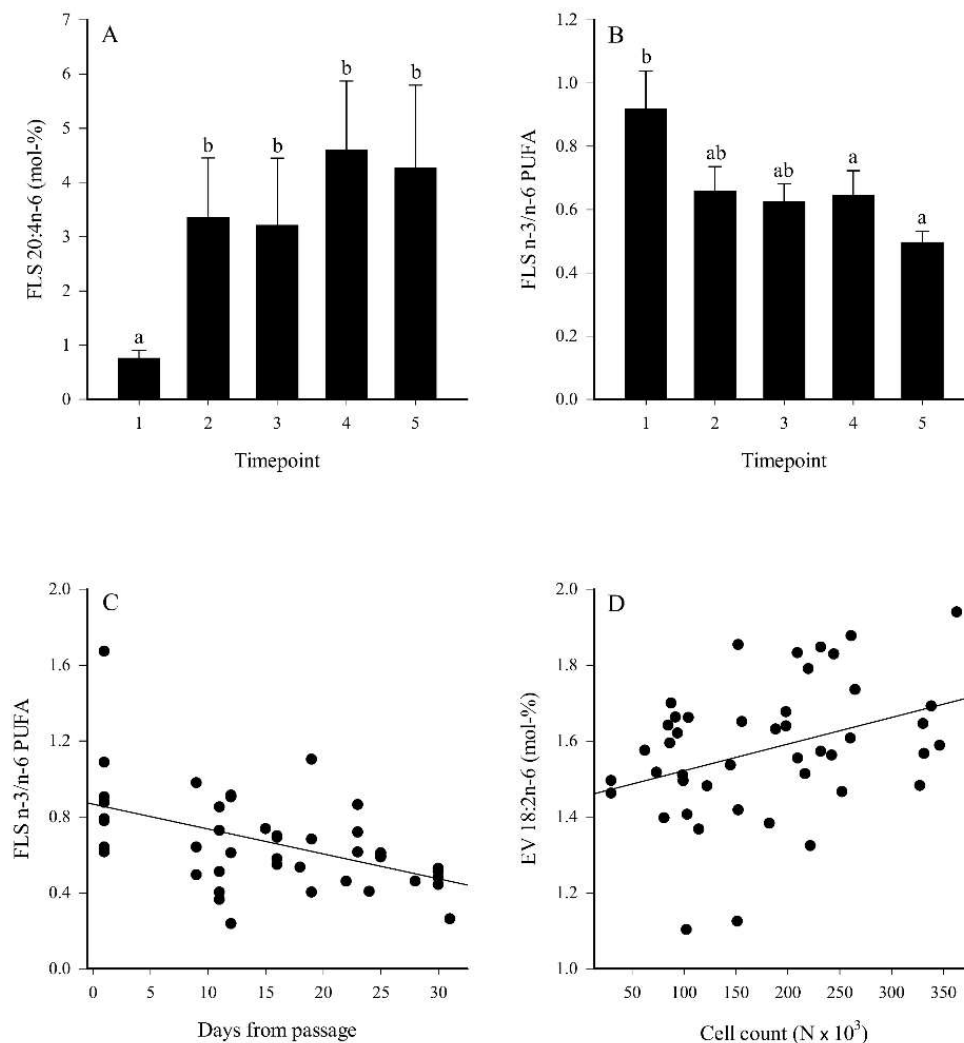 A
FLS 20:4n-6 (mol-%)
7
6
5
4
3
2
1
0
a
b
b
b
b
1 2 3 4 5
Timepoint
B
FLS n-3/n-6 PUFA
1.2
1.0
0.8
0.6
0.4
0.2
0.0
b
ab
ab
a
a
1 2 3 4 5
Timepoint
C
FLS n-3/n-6 PUFA
2.0
1.6
1.2
0.8
0.4
0.0
0 5 10 15 20 25 30
Days from passage
D
EV 18:2n-6 (mol-%)
2.0
1.8
1.6
1.4
1.2
1.0
50 100 150 200 250 300 350
Cell count (N x 10³)